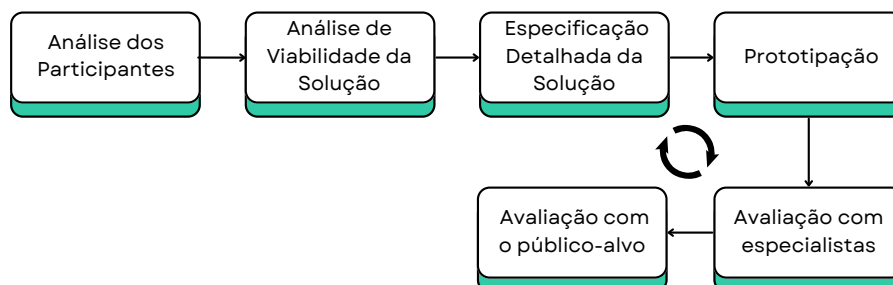 Análise dos
Participantes
Análise de
Viabilidade da
Solução
Especificação
Detalhada da
Solução
Prototipação
Avaliação com
o público-alvo
Avaliação com
especialistas